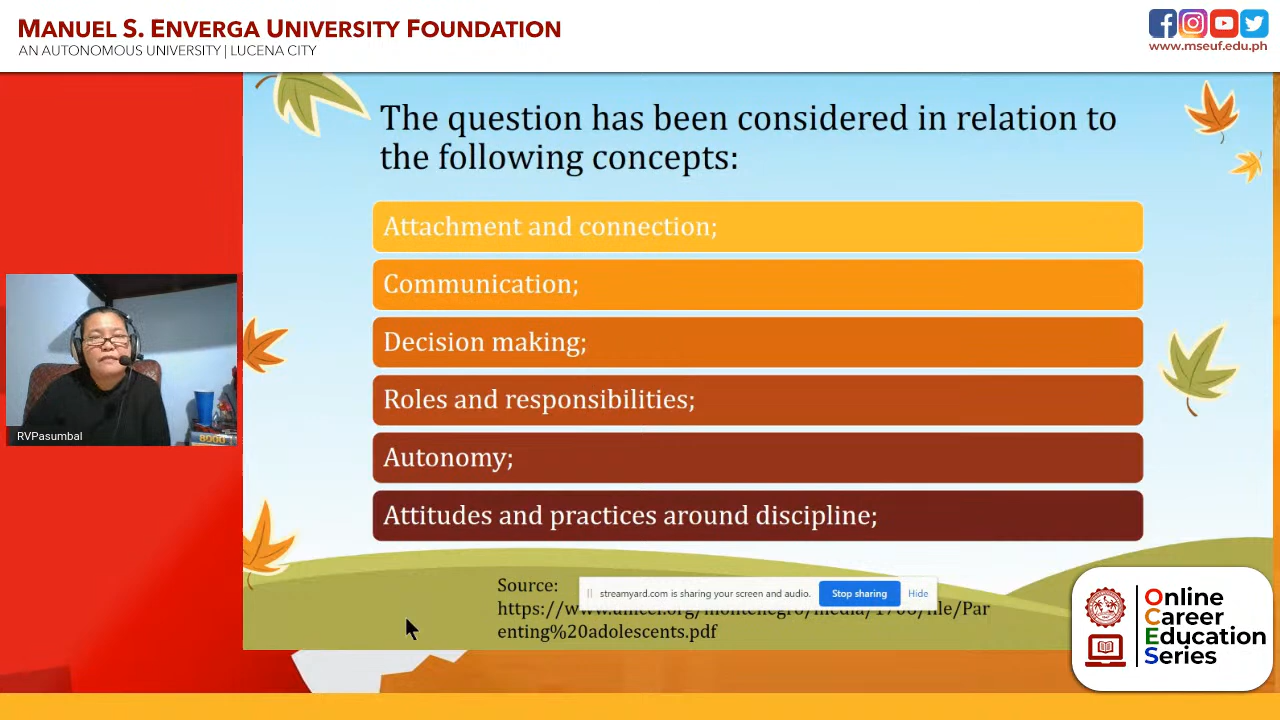 MANUEL S. ENVERGA UNIVERSITY FOUNDATION
AN AUTONOMOUS UNIVERSITY | LUCENA CITY
www.mseuf.edu.ph
The question has been considered in relation to
the following concepts:
Attachment and connection;
Communication;
Decision making;
Roles and responsibilities;
Autonomy;
Attitudes and practices around discipline;
RVPasumbal
8000
Source:
streamyard.com is sharing your screen and audio.
Stop sharing
Hide
enting%20adolescents.pdf
Online
Career
Education
Series